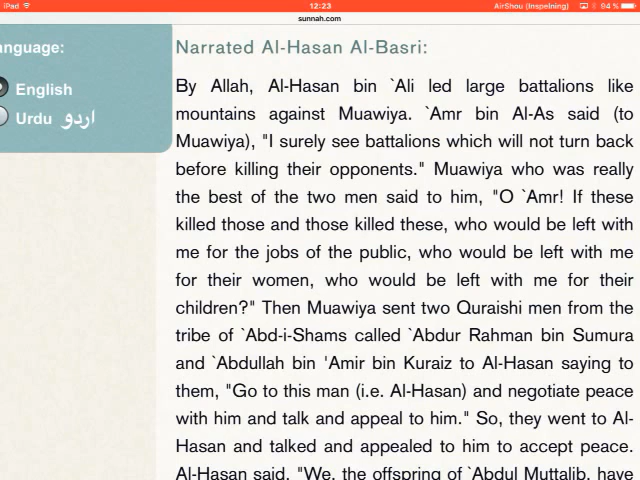 iPad 12:23 AirShou (Inspelning) 94 %
sunnah.com
anguage:
English
Urdu اردو
Narrated Al-Hasan Al-Basri:
By Allah, Al-Hasan bin `Ali led large battalions like
mountains against Muawiya. `Amr bin Al-As said (to
Muawiya), "I surely see battalions which will not turn back
before killing their opponents." Muawiya who was really
the best of the two men said to him, "O `Amr! If these
killed those and those killed these, who would be left with
me for the jobs of the public, who would be left with me
for their women, who would be left with me for their
children?" Then Muawiya sent two Quraishi men from the
tribe of `Abd-i-Shams called `Abdur Rahman bin Sumura
and `Abdullah bin 'Amir bin Kuraiz to Al-Hasan saying to
them, "Go to this man (i.e. Al-Hasan) and negotiate peace
with him and talk and appeal to him." So, they went to Al-
Hasan and talked and appealed to him to accept peace.
Al-Hasan said, "We, the offspring of `Abdul Muttalib, have